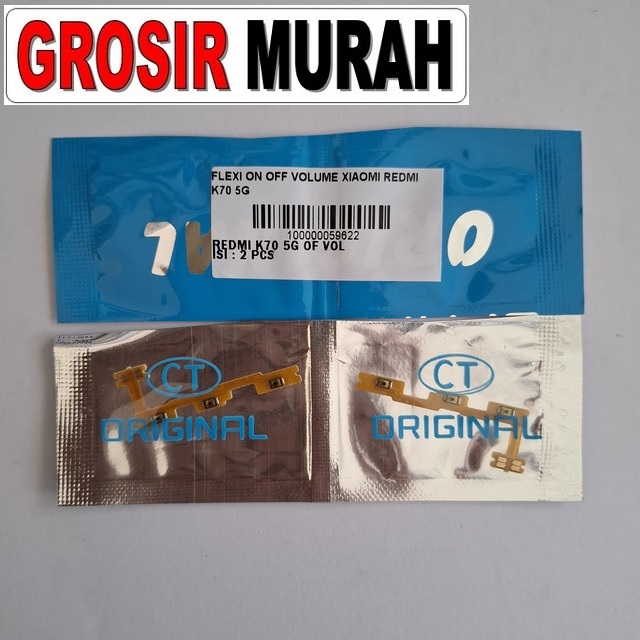 GROSIR MURAH
FLEXI ON OFF VOLUME XIAOMI REDMI
K70 5G
100000059622
REDMI K70 5G OF VOL
ISI : 2 PCS
CT
ORIGINAL
CT
ORIGINAL